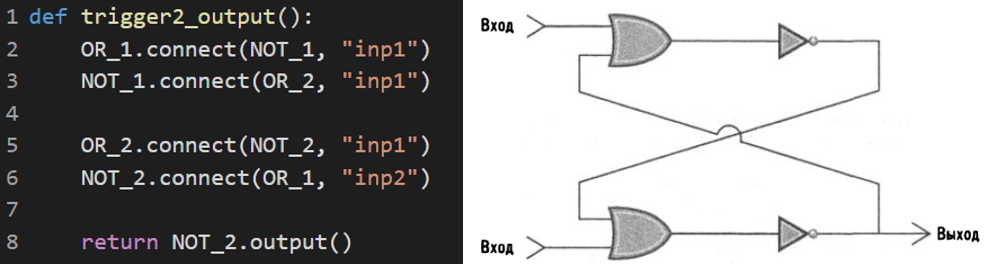 1 def trigger2_output():
2     OR_1.connect(NOT_1, "inp1")
3     NOT_1.connect(OR_2, "inp1")
4
5     OR_2.connect(NOT_2, "inp1")
6     NOT_2.connect(OR_1, "inp2")
7
8     return NOT_2.output()
Вход
Вход
Выход